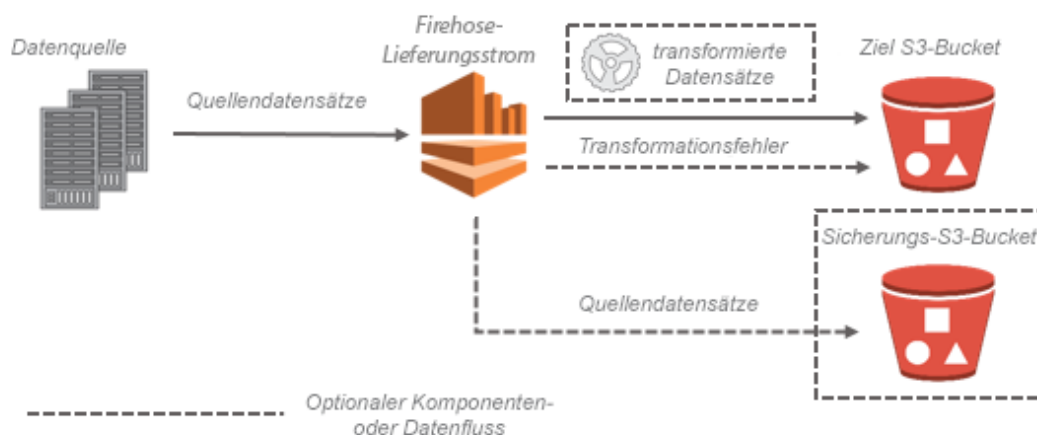 Datenquelle
Quellendatensätze
Firehose-
Lieferungsstrom
transformierte
Datensätze
Transformationsfehler
Ziel S3-Bucket
Sicherungs-S3-Bucket
Quellendatensätze
Optionaler Komponenten-
oder Datenfluss